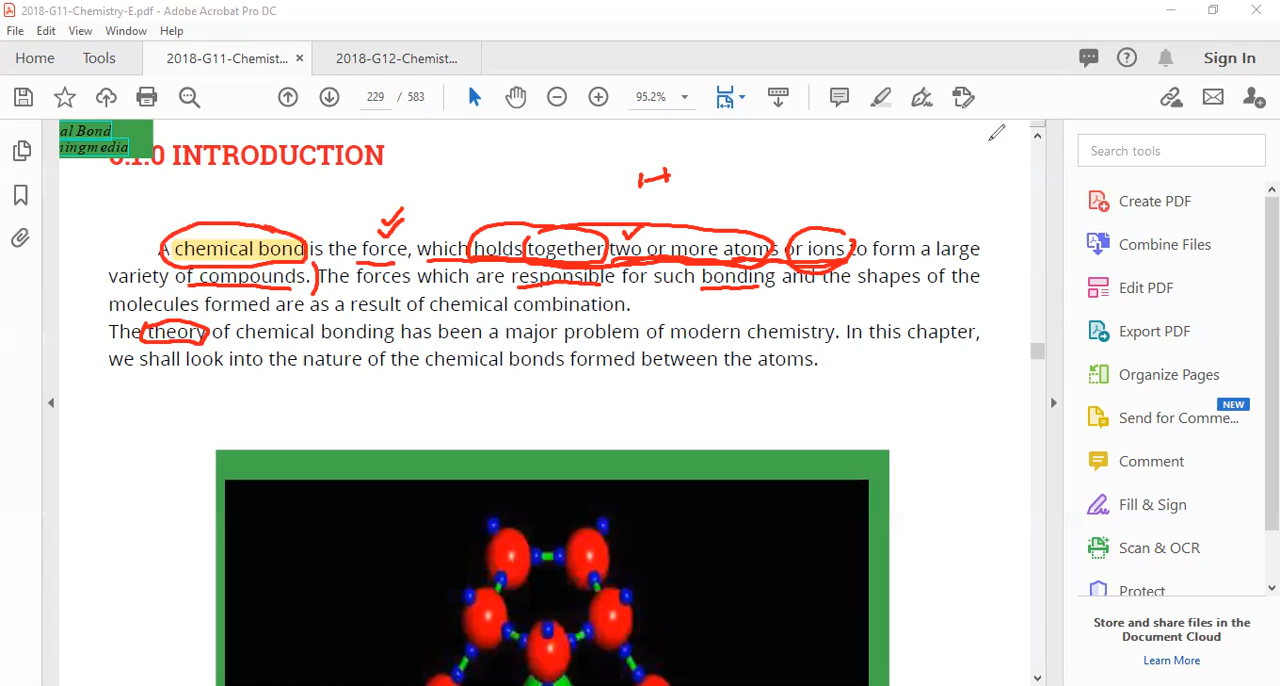 2018-G11-Chemistry-E.pdf - Adobe Acrobat Pro DC
File Edit View Window Help
Home Tools 2018-G11-Chemist... × 2018-G12-Chemist... Sign In
229 / 583 95.2%
al Bond
ningmedia
6.1.0 INTRODUCTION
H
A chemical bond is the force, which holds together two or more atoms or ions to form a large
variety of compounds. The forces which are responsible for such bonding and the shapes of the
molecules formed are as a result of chemical combination.
The theory of chemical bonding has been a major problem of modern chemistry. In this chapter,
we shall look into the nature of the chemical bonds formed between the atoms.
Search tools
Create PDF
Combine Files
Edit PDF
Export PDF
Organize Pages
NEW
Send for Comme...
Comment
Fill & Sign
Scan & OCR
Protect
Store and share files in the
Document Cloud
Learn More